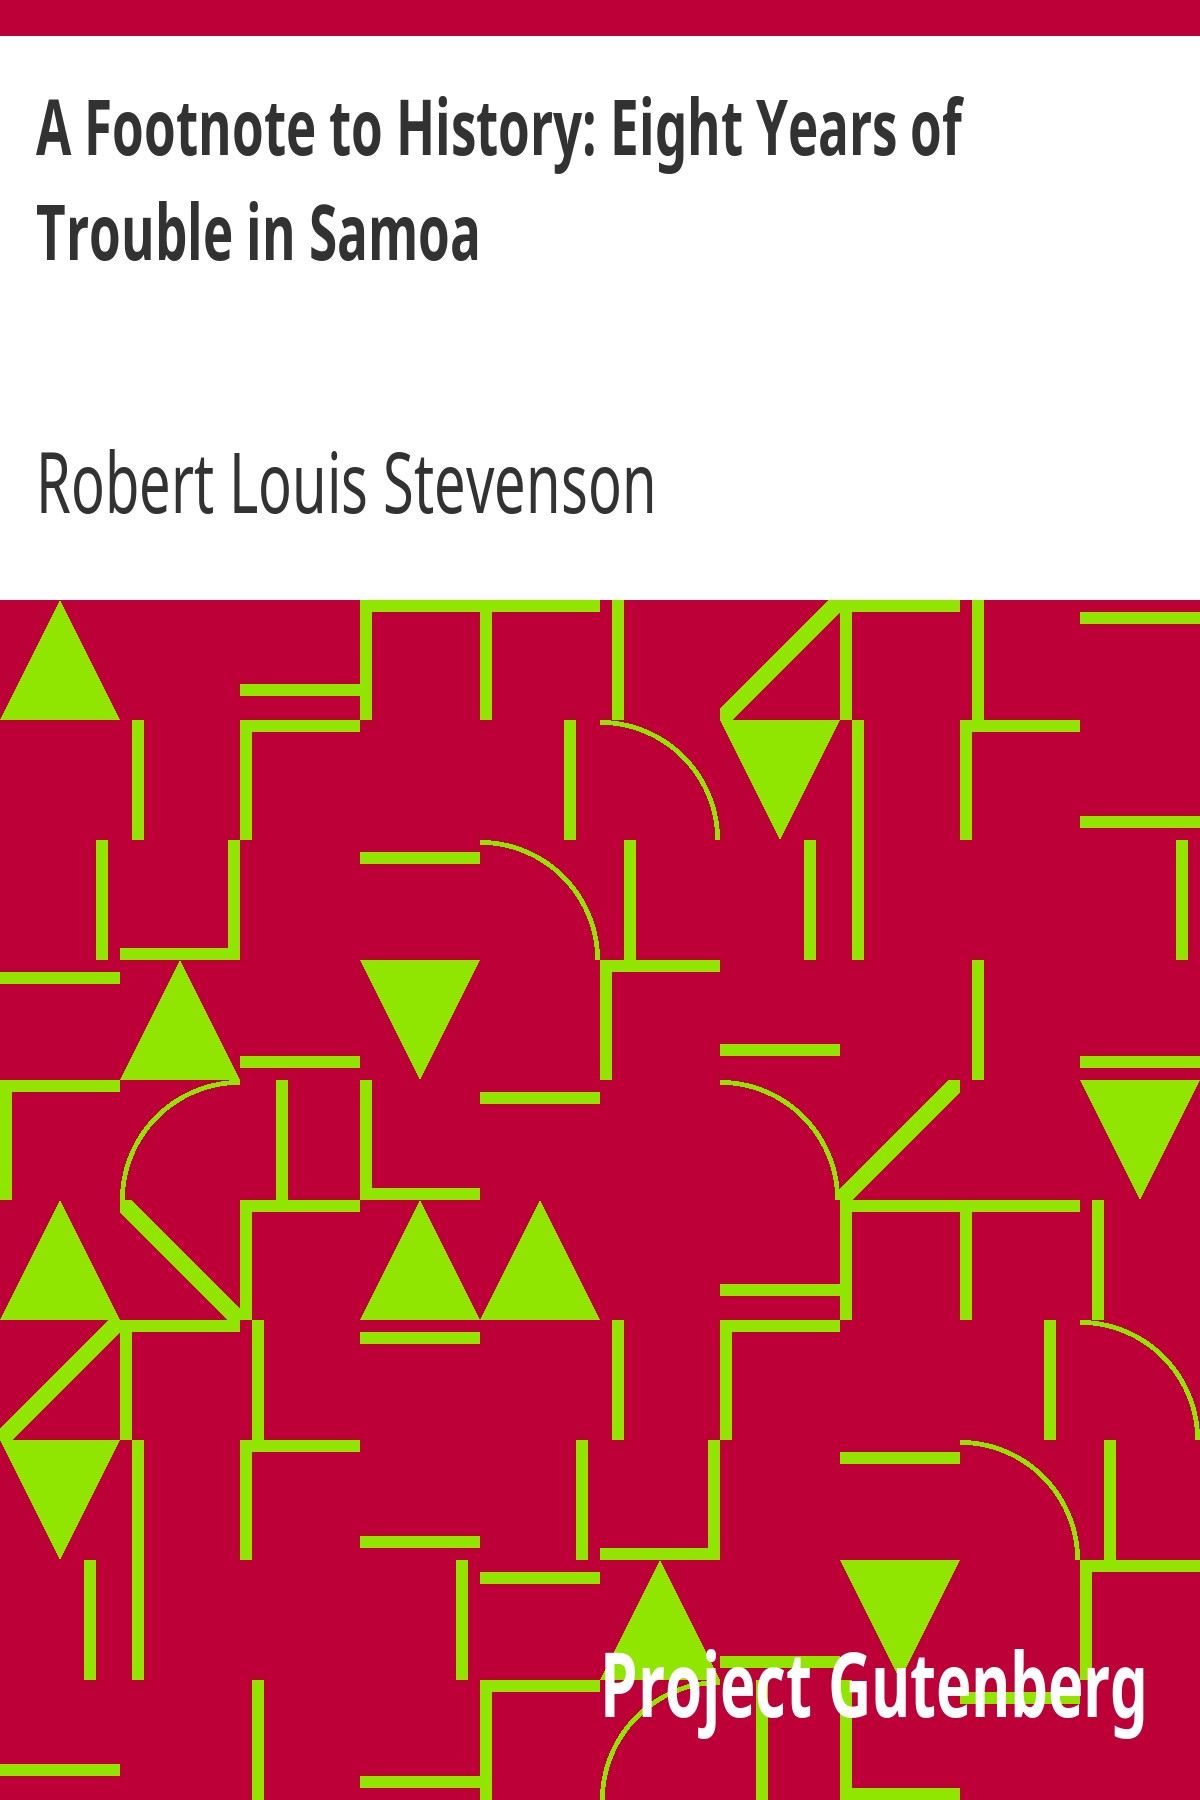 A Footnote to History: Eight Years of
Trouble in Samoa
Robert Louis Stevenson
Project Gutenberg